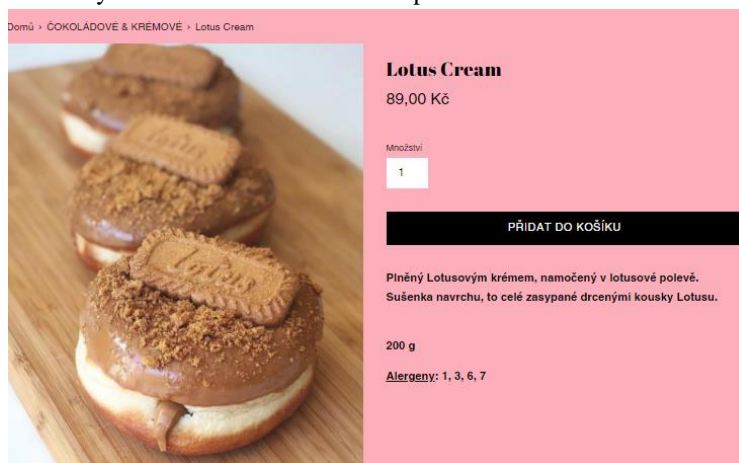 Domů › ČOKOLÁDOVÉ & KRÉMOVÉ › Lotus Cream
Lotus Cream
89,00 Kč
Množství
1
PŘIDAT DO KOŠÍKU
Plněný Lotusovým krémem, namočený v lotusové polevě.
Sušenka navrchu, to celé zasypané drcenými kousky Lotusu.
200 g
Alergeny: 1, 3, 6, 7
Lotus
Lotus